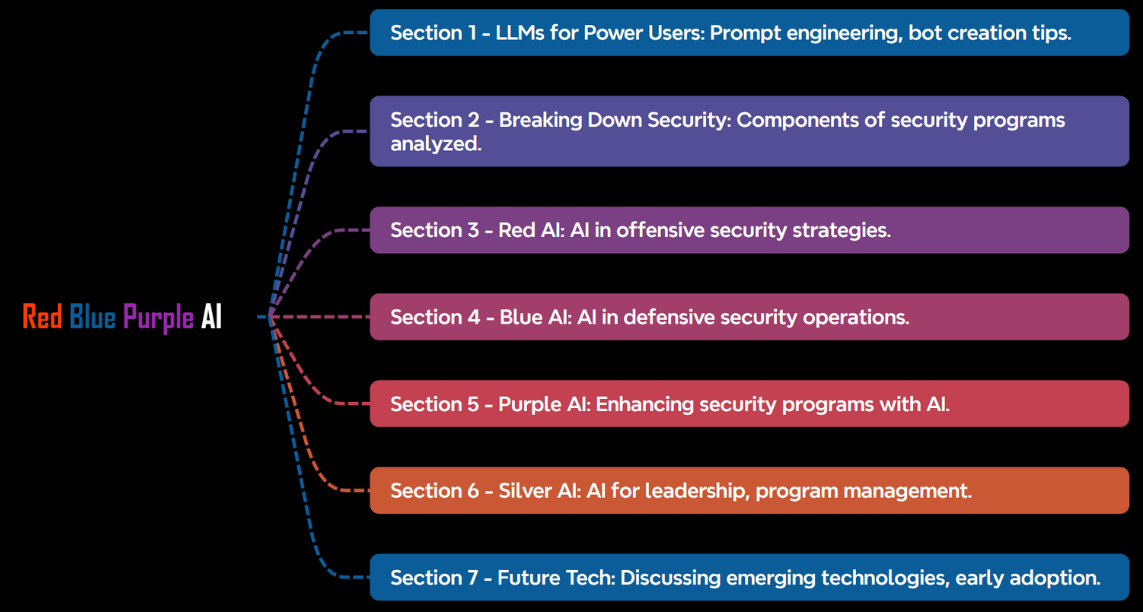 Section 1 - LLMs for Power Users: Prompt engineering, bot creation tips.
Section 2 - Breaking Down Security: Components of security programs
analyzed.
Section 3 - Red AI: AI in offensive security strategies.
Red Blue Purple AI
Section 4 - Blue AI: AI in defensive security operations.
Section 5 - Purple AI: Enhancing security programs with AI.
Section 6 - Silver AI: AI for leadership, program management.
Section 7 - Future Tech: Discussing emerging technologies, early adoption.